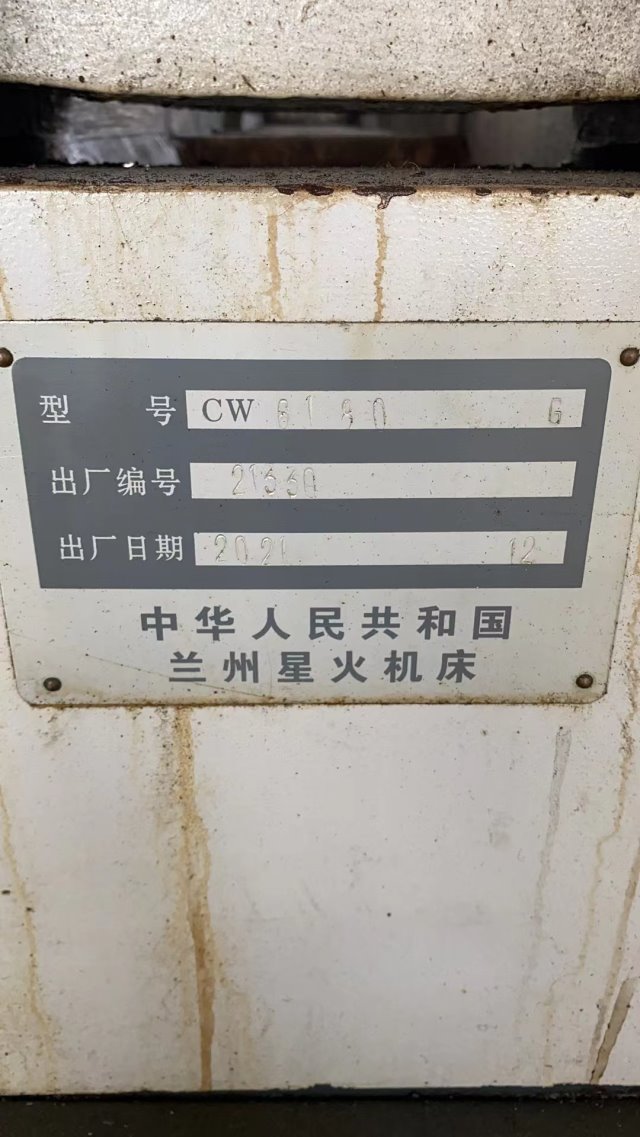 型 号 CW 6180 G
出厂编号 21330
出厂日期 2021 12
中华人民共和国
兰州星火机床